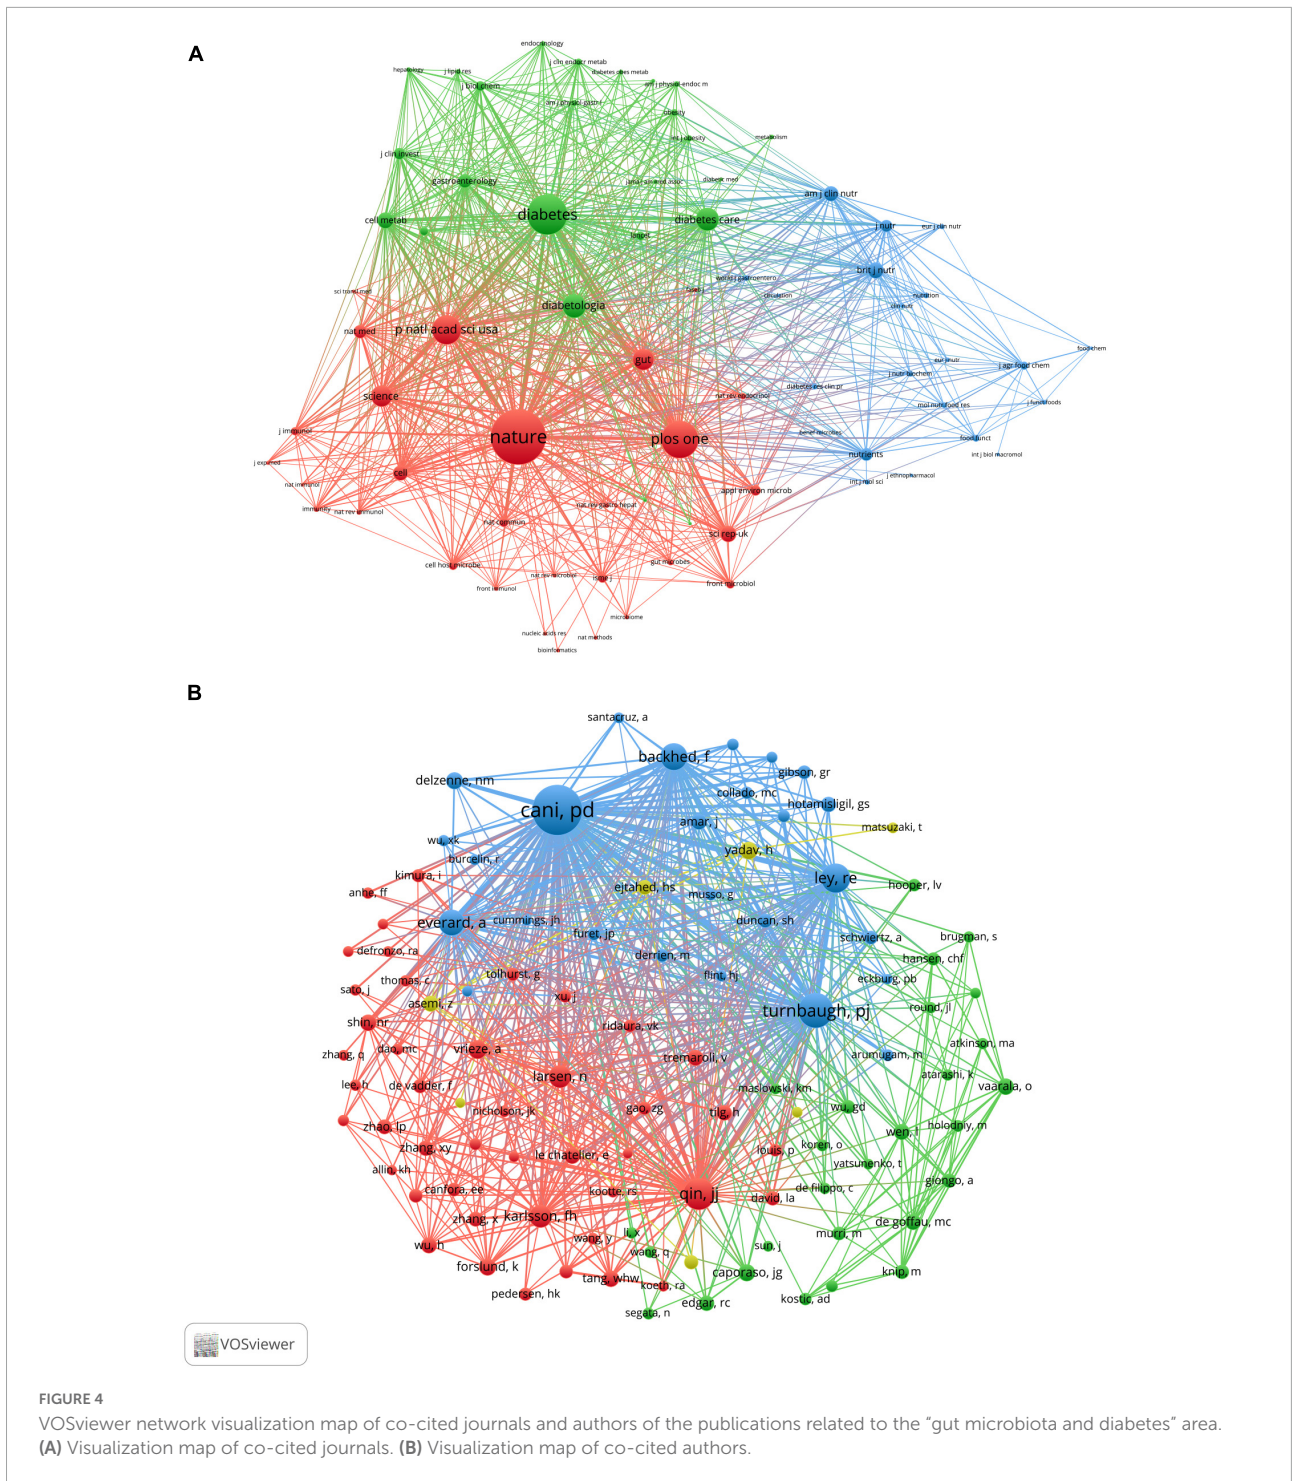 A
endocrinology
j clin endocr metab
hepatology
j lipid res
diabetes obes metab
j biol chem
am j physiol-endoc m
am j physiol-gastr l
obesity
int j obesity
metabolism
j clin invest
gastroenterology
jama-j am med assoc
diabetic med
am j clin nutr
diabetes
diabetes care
cell metab
j nutr
eur j clin nutr
lancet
brit j nutr
world j gastroentero
sci transl med
faseb j
circulation
nutrition
clin nutr
diabetologia
nat med
p natl acad sci usa
food chem
gut
eur j nutr
j agr food chem
j nutr biochem
diabetes res clin pr
science
nat rev endocrinol
mol nutr food res
j funct foods
j immunol
nature
plos one
benef microbes
food funct
nutrients
int j biol macromol
j exp med
cell
j ethnopharmacol
nat immunol
int j mol sci
appl environ microb
immunity
nat rev immunol
nat rev gastro hepat
nat commun
sci rep-uk
cell host microbe
gut microbes
nat rev microbiol
isme j
front immunol
front microbiol
microbiome
nucleic acids res
nat methods
bioinformatics
B
santacruz, a
backhed, f
delzenne, nm
gibson, gr
collado, mc
cani, pd
hotamisligil, gs
amar, j
matsuzaki, t
wu, xk
yadav, h
burcelin, r
kimura, i
ley, re
anhe, ff
ejtahed, hs
musso, g
hooper, lv
everard, a
cummings, jh
duncan, sh
furet, jp
schwiertz, a
brugman, s
defronzo, ra
derrien, m
hansen, chf
thomas, c
tolhurst, g
flint, hj
eckburg, pb
sato, j
asemi, z
xu, j
turnbaugh, pj
round, jl
shin, nr
ridaura, vk
zhang, q
dao, mc
vrieze, a
tremaroli, v
arumugam, m
atkinson, ma
lee, h
de vadder, f
larsen, n
maslowski, km
atarashi, k
vaarala, o
nicholson, jk
gao, zg
tilg, h
wu, gd
zhao, lp
wen, l
holodniy, m
zhang, xy
le chatelier, e
louis, p
koren, o
allin, kh
yatsunenko, t
canfora, ee
kootte, rs
qin, jj
david, la
de filippo, c
giongo, a
zhang, x
karlsson, fh
de goffau, mc
wu, h
wang, y
li, x
murri, m
wang, q
sun, j
forslund, k
tang, whw
koeth, ra
caporaso, jg
knip, m
pedersen, hk
segata, n
edgar, rc
kostic, ad
VOSviewer
FIGURE 4
VOSviewer network visualization map of co-cited journals and authors of the publications related to the “gut microbiota and diabetes” area.
(A) Visualization map of co-cited journals. (B) Visualization map of co-cited authors.